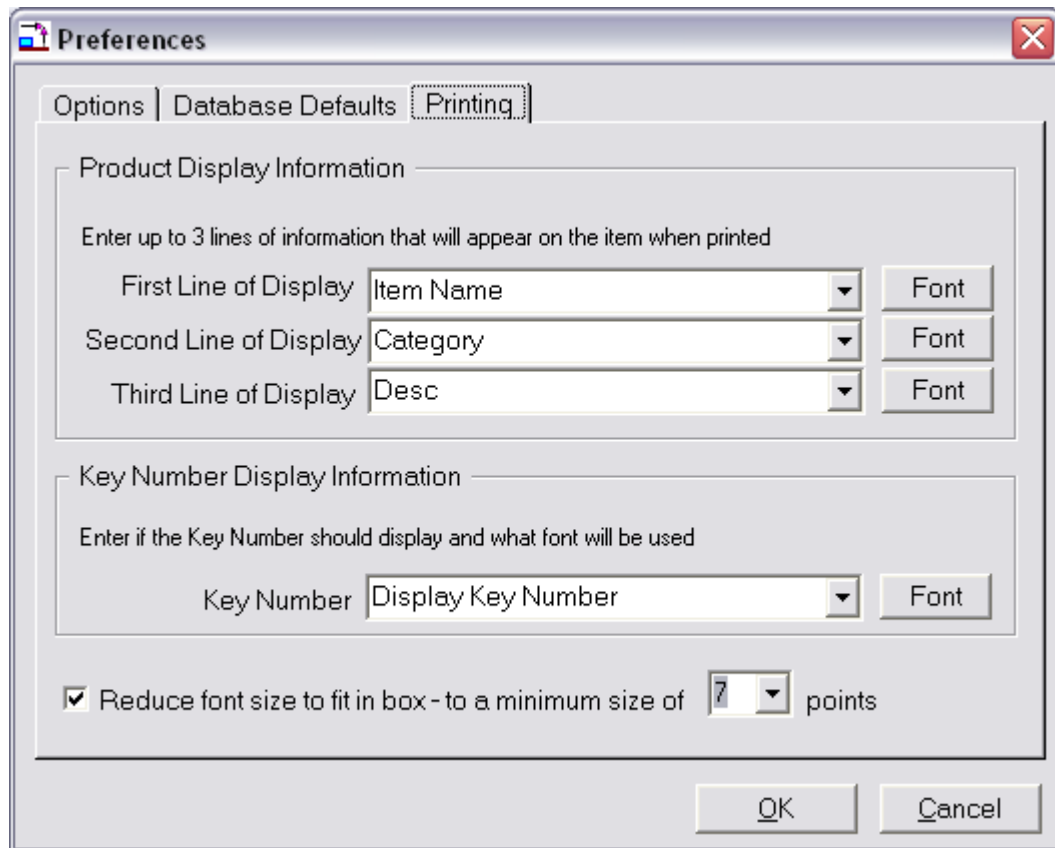 Preferences
Options Database Defaults Printing
Product Display Information
Enter up to 3 lines of information that will appear on the item when printed
First Line of Display Item Name Font
Second Line of Display Category Font
Third Line of Display Desc Font
Key Number Display Information
Enter if the Key Number should display and what font will be used
Key Number Display Key Number Font
Reduce font size to fit in box - to a minimum size of 7 points
OK Cancel